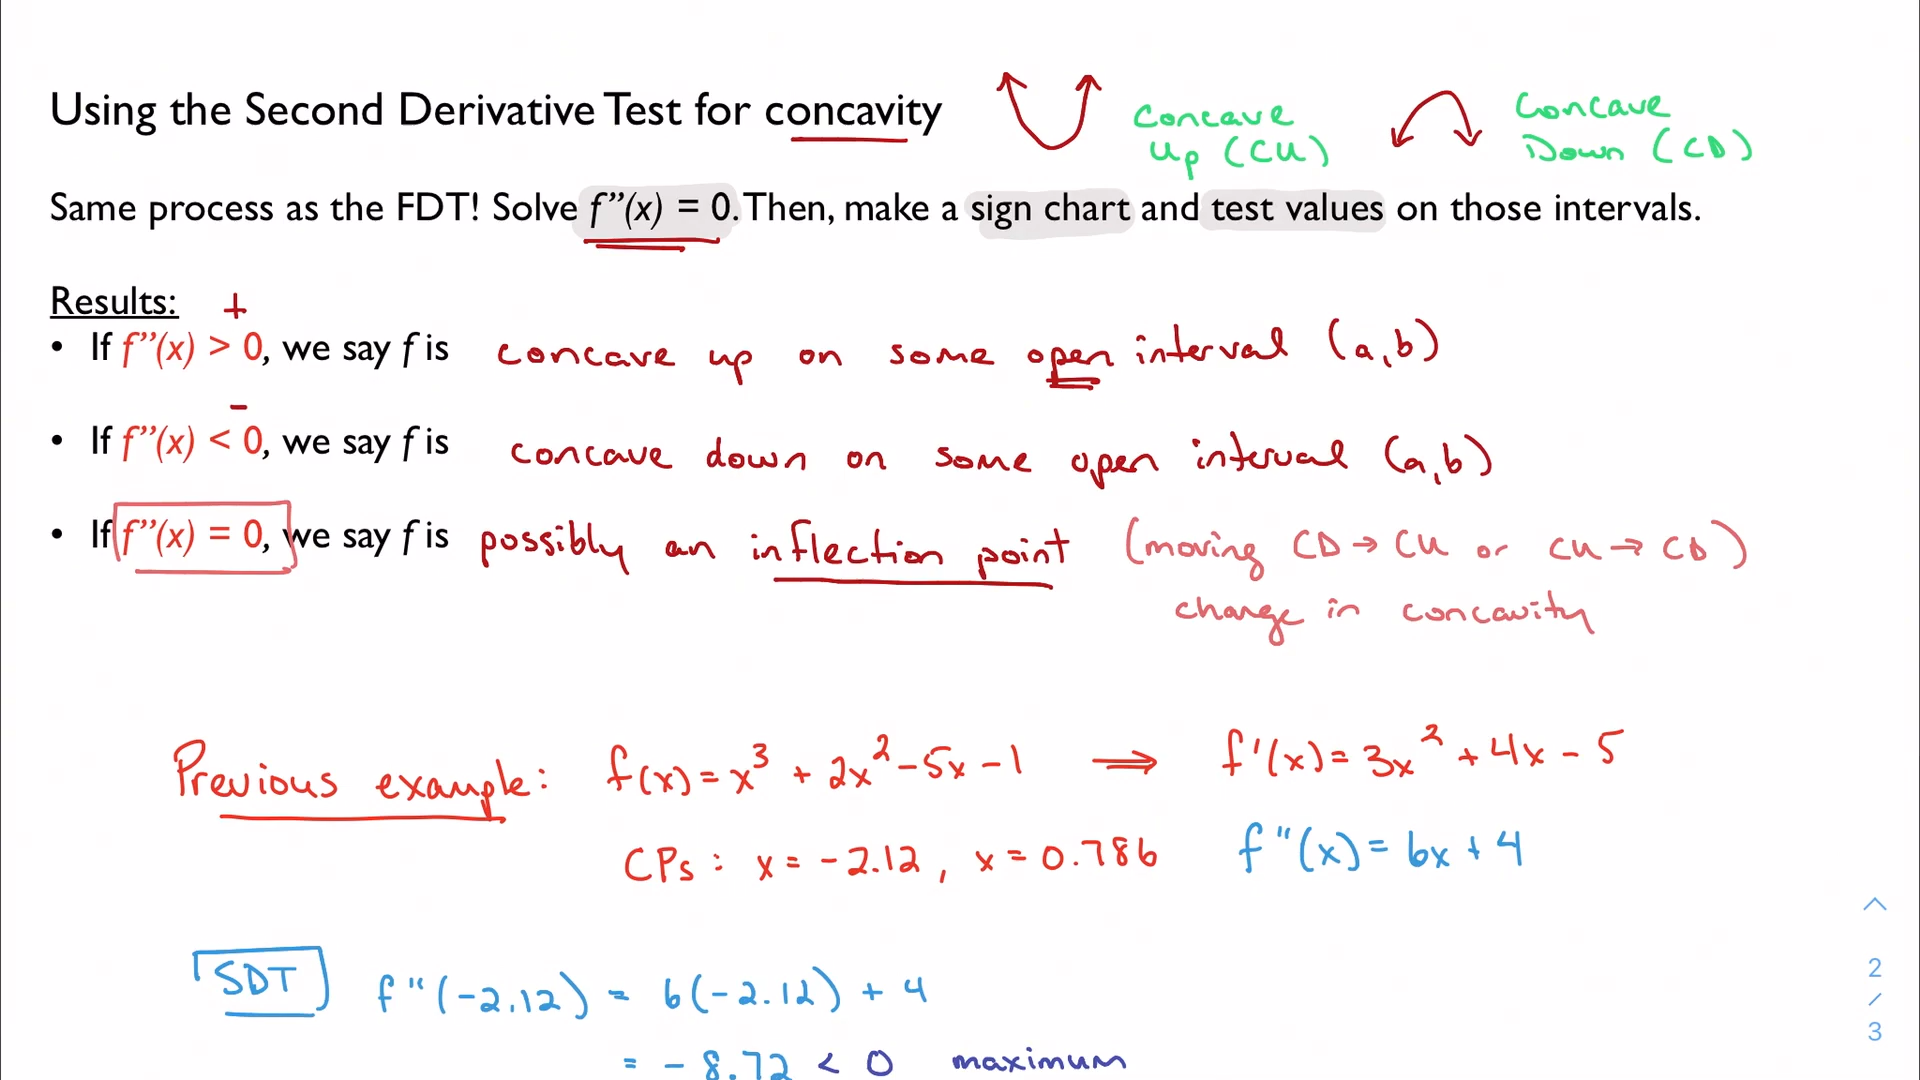 Using the Second Derivative Test for concavity
Concave Up (CU)
Concave Down (CD)
Same process as the FDT! Solve f''(x) = 0. Then, make a sign chart and test values on those intervals.
Results:
+
• If f''(x) > 0, we say f is concave up on some open interval (a,b)
-
• If f''(x) < 0, we say f is concave down on some open interval (a,b)
• If f''(x) = 0, we say f is possibly an inflection point (moving CD → CU or CU → CD)
change in concavity
Previous example: f(x) = x³ + 2x² - 5x - 1 ⟹ f'(x) = 3x² + 4x - 5
CPs: x = -2.12, x = 0.786 f"(x) = 6x + 4
SDT f"(-2.12) = 6(-2.12) + 4
= -8.72 < 0 maximum
2
/
3